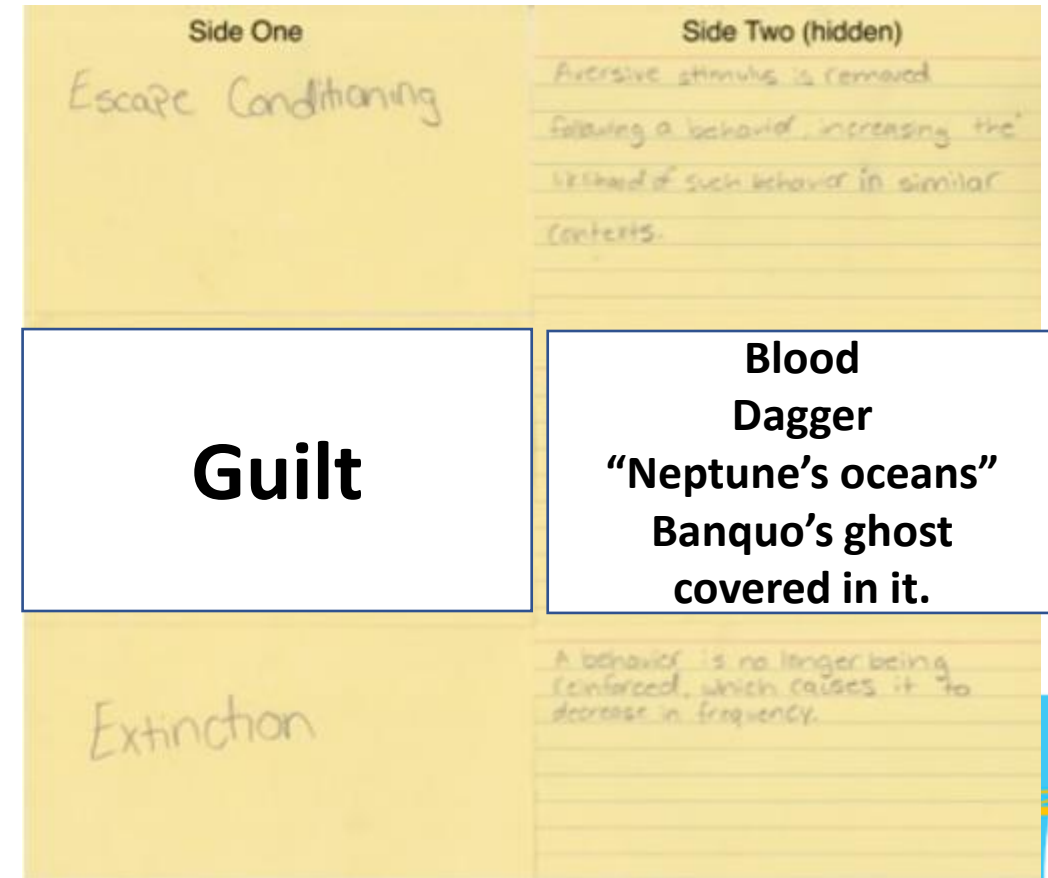 Side One
Side Two (hidden)
Escape Conditioning
Aversive stimulus is removed
following a behavior, increasing the
likelihood of such behavior in similar
contexts.
Guilt
Blood
Dagger
“Neptune’s oceans”
Banquo’s ghost
covered in it.
Extinction
A behavior is no longer being
reinforced, which causes it to
decrease in frequency.